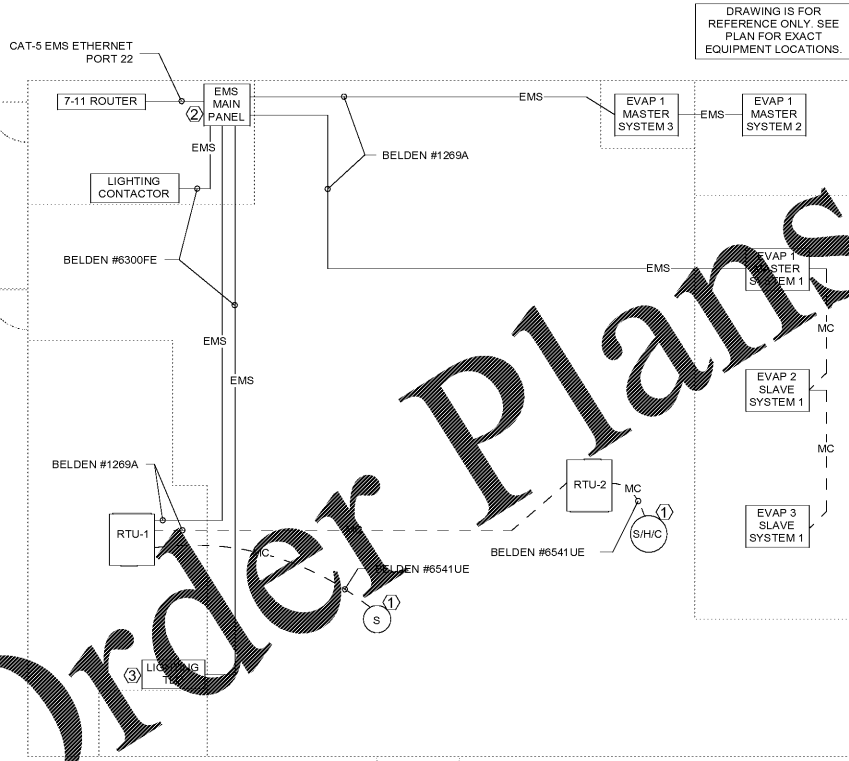 DRAWING IS FOR
REFERENCE ONLY. SEE
PLAN FOR EXACT
EQUIPMENT LOCATIONS.
CAT-5 EMS ETHERNET
PORT 22
7-11 ROUTER
2
EMS
MAIN
PANEL
EMS
EVAP 1
MASTER
SYSTEM 3
EMS
EVAP 1
MASTER
SYSTEM 2
EMS
BELDEN #1269A
LIGHTING
CONTACTOR
BELDEN #6300FE
EMS
EVAP 1
MASTER
SYSTEM 1
MC
EMS
EMS
EVAP 2
SLAVE
SYSTEM 1
MC
BELDEN #1269A
RTU-1
MC
MC
RTU-2
MC
1
S/H/C
BELDEN #6541UE
EVAP 3
SLAVE
SYSTEM 1
BELDEN #6541UE
1
S
3
LIGHTING
Order Plans